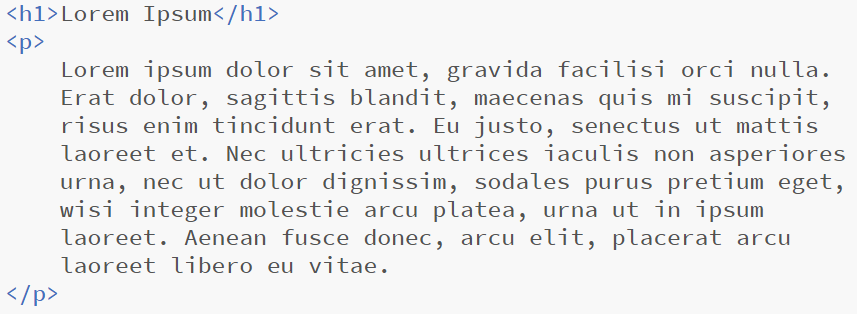 <h1>Lorem Ipsum</h1>
<p>
    Lorem ipsum dolor sit amet, gravida facilisi orci nulla.
    Erat dolor, sagittis blandit, maecenas quis mi suscipit,
    risus enim tincidunt erat. Eu justo, senectus ut mattis
    laoreet et. Nec ultricies ultrices iaculis non asperiores
    urna, nec ut dolor dignissim, sodales purus pretium eget,
    wisi integer molestie arcu platea, urna ut in ipsum
    laoreet. Aenean fusce donec, arcu elit, placerat arcu
    laoreet libero eu vitae.
</p>